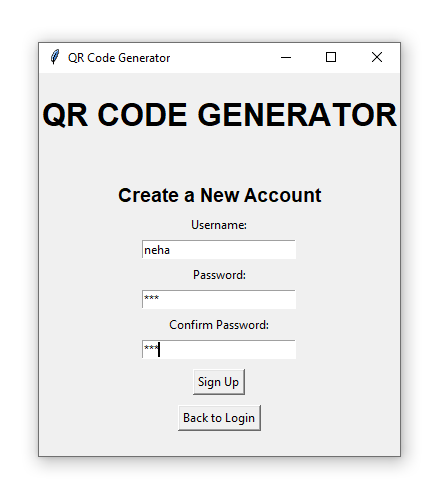 QR Code Generator
QR CODE GENERATOR
Create a New Account
Username:
neha
Password:
***
Confirm Password:
***
Sign Up
Back to Login